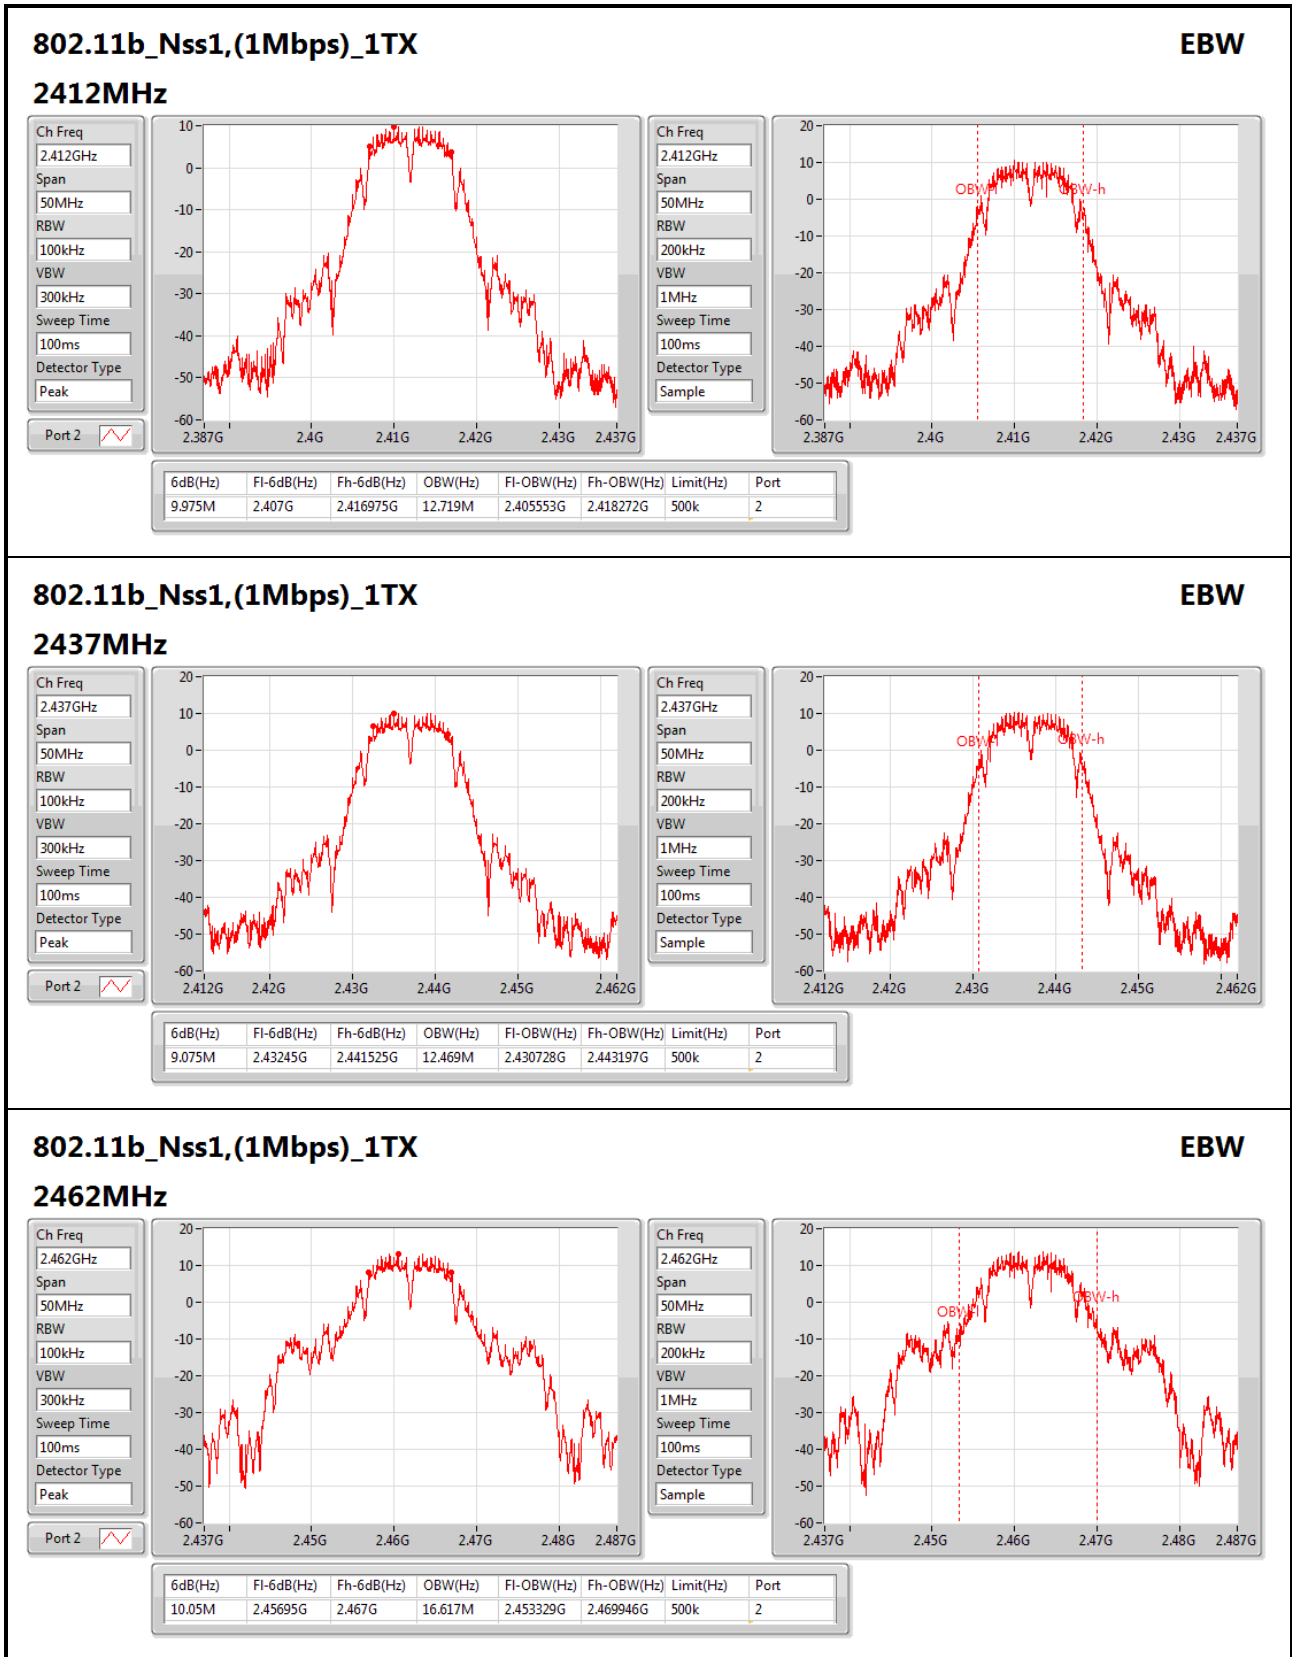 802.11b_Nss1,(1Mbps)_1TX EBW
2412MHz
Ch Freq
2.412GHz
Span
50MHz
RBW
100kHz
VBW
300kHz
Sweep Time
100ms
Detector Type
Peak
Port 2
10
0
-10
-20
-30
-40
-50
-60
2.387G 2.4G 2.41G 2.42G 2.43G 2.437G
Ch Freq
2.412GHz
Span
50MHz
RBW
200kHz
VBW
1MHz
Sweep Time
100ms
Detector Type
Sample
20
10
0
-10
-20
-30
-40
-50
-60
OBW-h
2.387G 2.4G 2.41G 2.42G 2.43G 2.437G
6dB(Hz) Fl-6dB(Hz) Fh-6dB(Hz) OBW(Hz) Fl-OBW(Hz) Fh-OBW(Hz) Limit(Hz) Port
9.975M 2.407G 2.416975G 12.719M 2.405553G 2.418272G 500k 2
802.11b_Nss1,(1Mbps)_1TX EBW
2437MHz
Ch Freq
2.437GHz
Span
50MHz
RBW
100kHz
VBW
300kHz
Sweep Time
100ms
Detector Type
Peak
Port 2
20
10
0
-10
-20
-30
-40
-50
-60
2.412G 2.42G 2.43G 2.44G 2.45G 2.462G
Ch Freq
2.437GHz
Span
50MHz
RBW
200kHz
VBW
1MHz
Sweep Time
100ms
Detector Type
Sample
20
10
0
-10
-20
-30
-40
-50
-60
OBW-h
2.412G 2.42G 2.43G 2.44G 2.45G 2.462G
6dB(Hz) Fl-6dB(Hz) Fh-6dB(Hz) OBW(Hz) Fl-OBW(Hz) Fh-OBW(Hz) Limit(Hz) Port
9.075M 2.43245G 2.441525G 12.469M 2.430728G 2.443197G 500k 2
802.11b_Nss1,(1Mbps)_1TX EBW
2462MHz
Ch Freq
2.462GHz
Span
50MHz
RBW
100kHz
VBW
300kHz
Sweep Time
100ms
Detector Type
Peak
Port 2
20
10
0
-10
-20
-30
-40
-50
-60
2.437G 2.45G 2.46G 2.47G 2.48G 2.487G
Ch Freq
2.462GHz
Span
50MHz
RBW
200kHz
VBW
1MHz
Sweep Time
100ms
Detector Type
Sample
20
10
0
-10
-20
-30
-40
-50
-60
OBW-h
2.437G 2.45G 2.46G 2.47G 2.48G 2.487G
6dB(Hz) Fl-6dB(Hz) Fh-6dB(Hz) OBW(Hz) Fl-OBW(Hz) Fh-OBW(Hz) Limit(Hz) Port
10.05M 2.45695G 2.467G 16.617M 2.453329G 2.469946G 500k 2